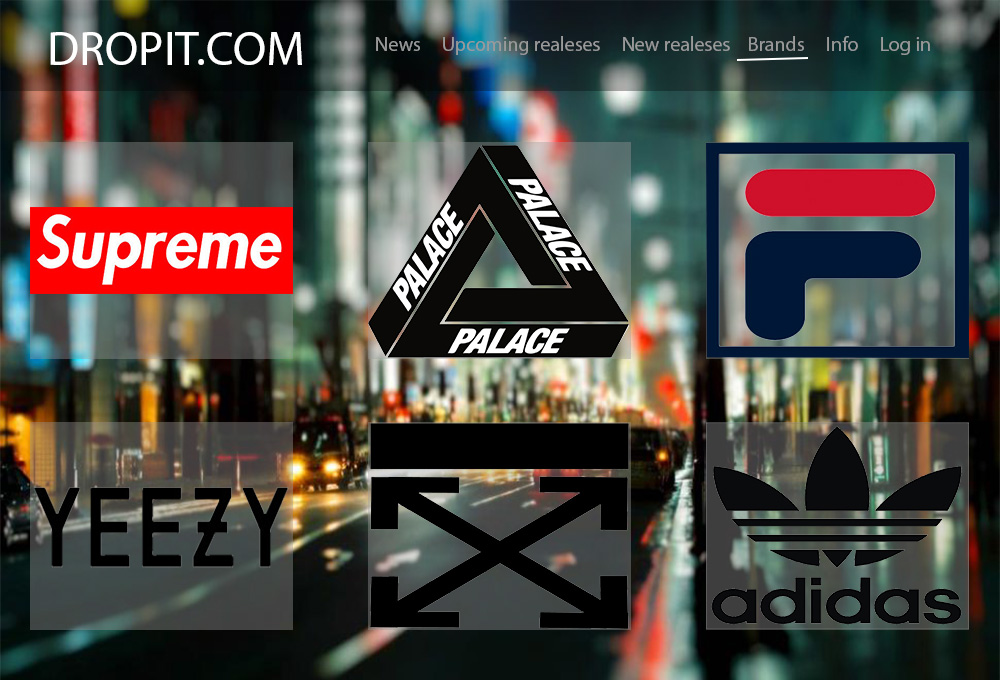 DROPIT.COM
News Upcoming realeses New realeses Brands Info Log in
Supreme
PALACE
PALACE
PALACE
YEEZY
adidas